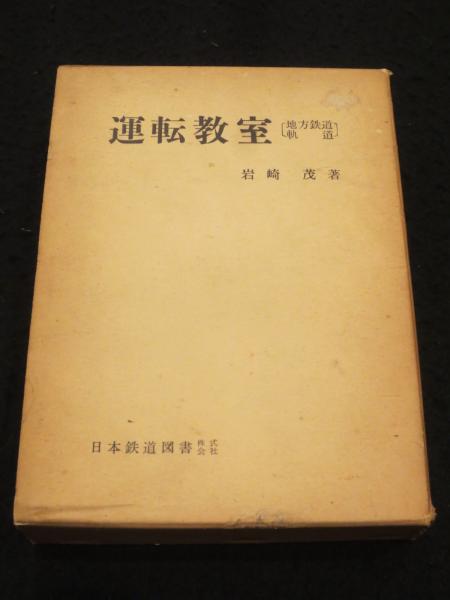 運転教室〔地方鉄道 軌道〕
岩崎茂著
日本鉄道図書株式会社